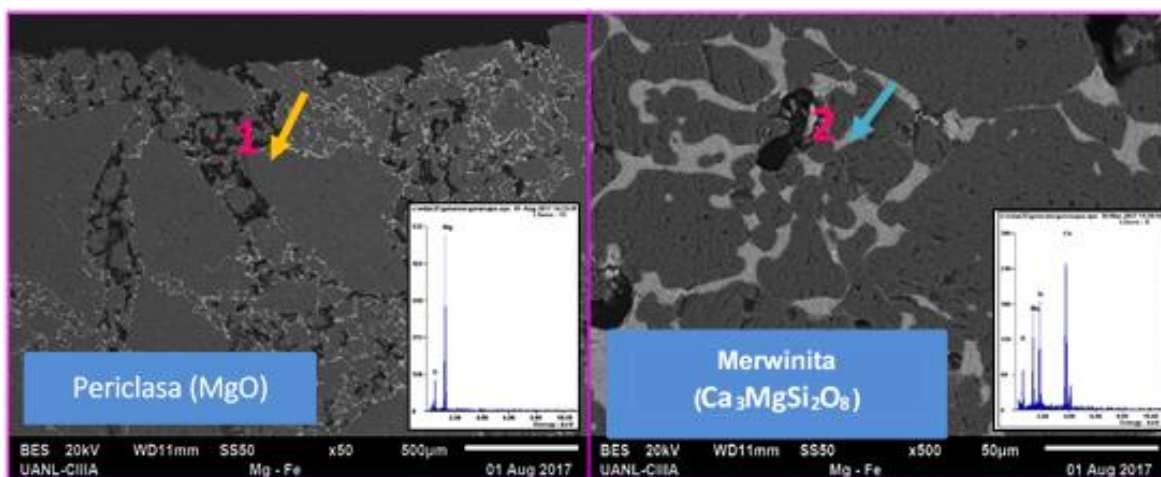 1
Periclasa (MgO)
BES 20kV WD11mm SS50 x50 500µm
UANL-CIIIA Mg - Fe 01 Aug 2017
2
Merwinita
(Ca₃MgSi₂O₈)
BES 20kV WD11mm SS50 x500 50µm
UANL-CIIIA Mg - Fe 01 Aug 2017